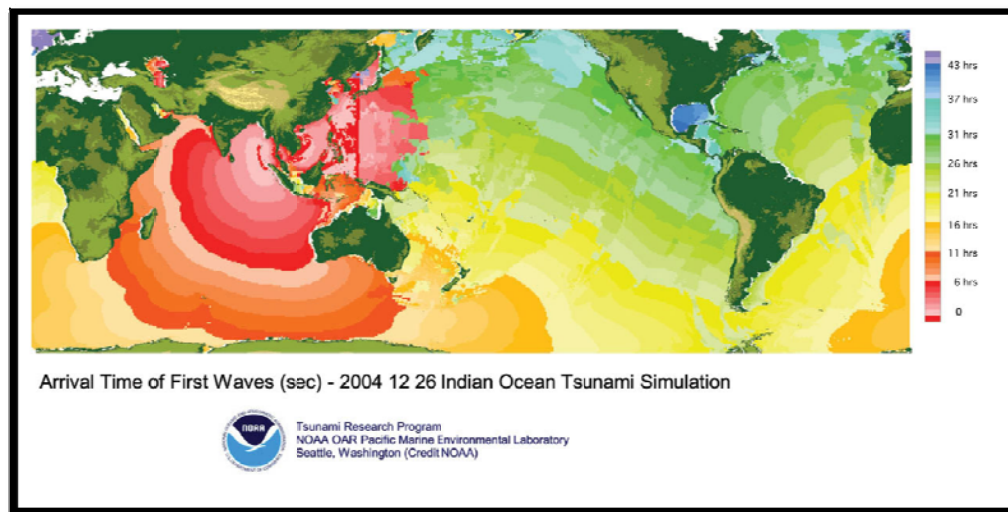 43 hrs
37 hrs
31 hrs
26 hrs
21 hrs
16 hrs
11 hrs
6 hrs
0
Arrival Time of First Waves (sec) - 2004 12 26 Indian Ocean Tsunami Simulation
NOAA
Tsunami Research Program
NOAA OAR Pacific Marine Environmental Laboratory
Seattle, Washington (Credit NOAA)